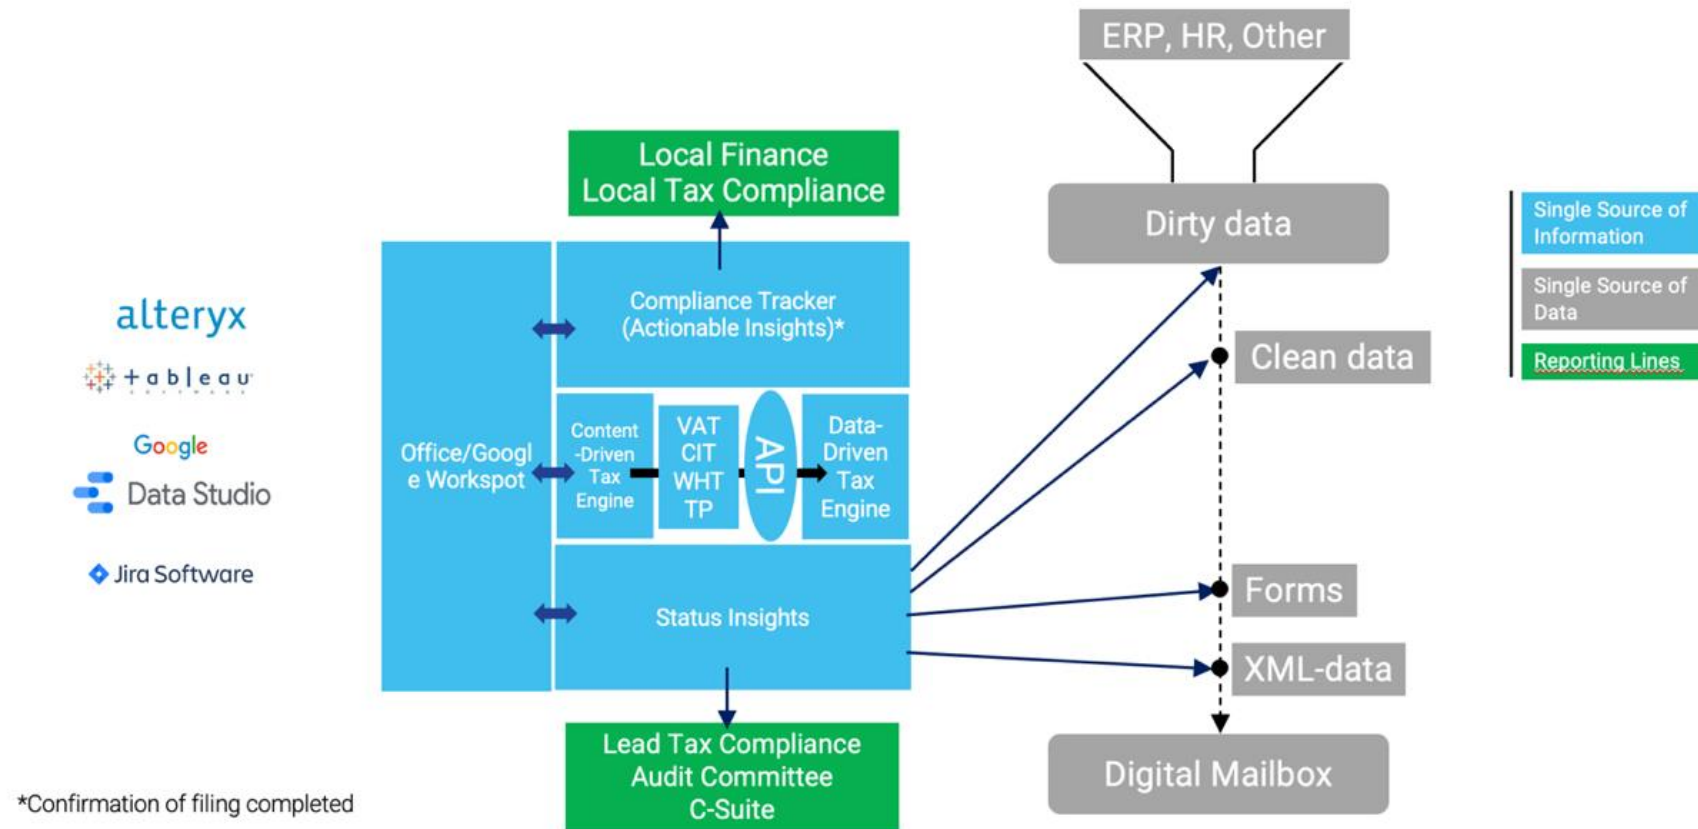 ERP, HR, Other
Local Finance
Local Tax Compliance
Dirty data
Single Source of
Information
Single Source of
Data
Reporting Lines
alteryx
+ableau
SOFTWARE
Google
Data Studio
Jira Software
Office/Googl
e Workspot
Compliance Tracker
(Actionable Insights)*
Content
-Driven
Tax
Engine
VAT
CIT
WHT
TP
API
Data-
Driven
Tax
Engine
Status Insights
Clean data
Forms
XML-data
Lead Tax Compliance
Audit Committee
C-Suite
Digital Mailbox
*Confirmation of filing completed